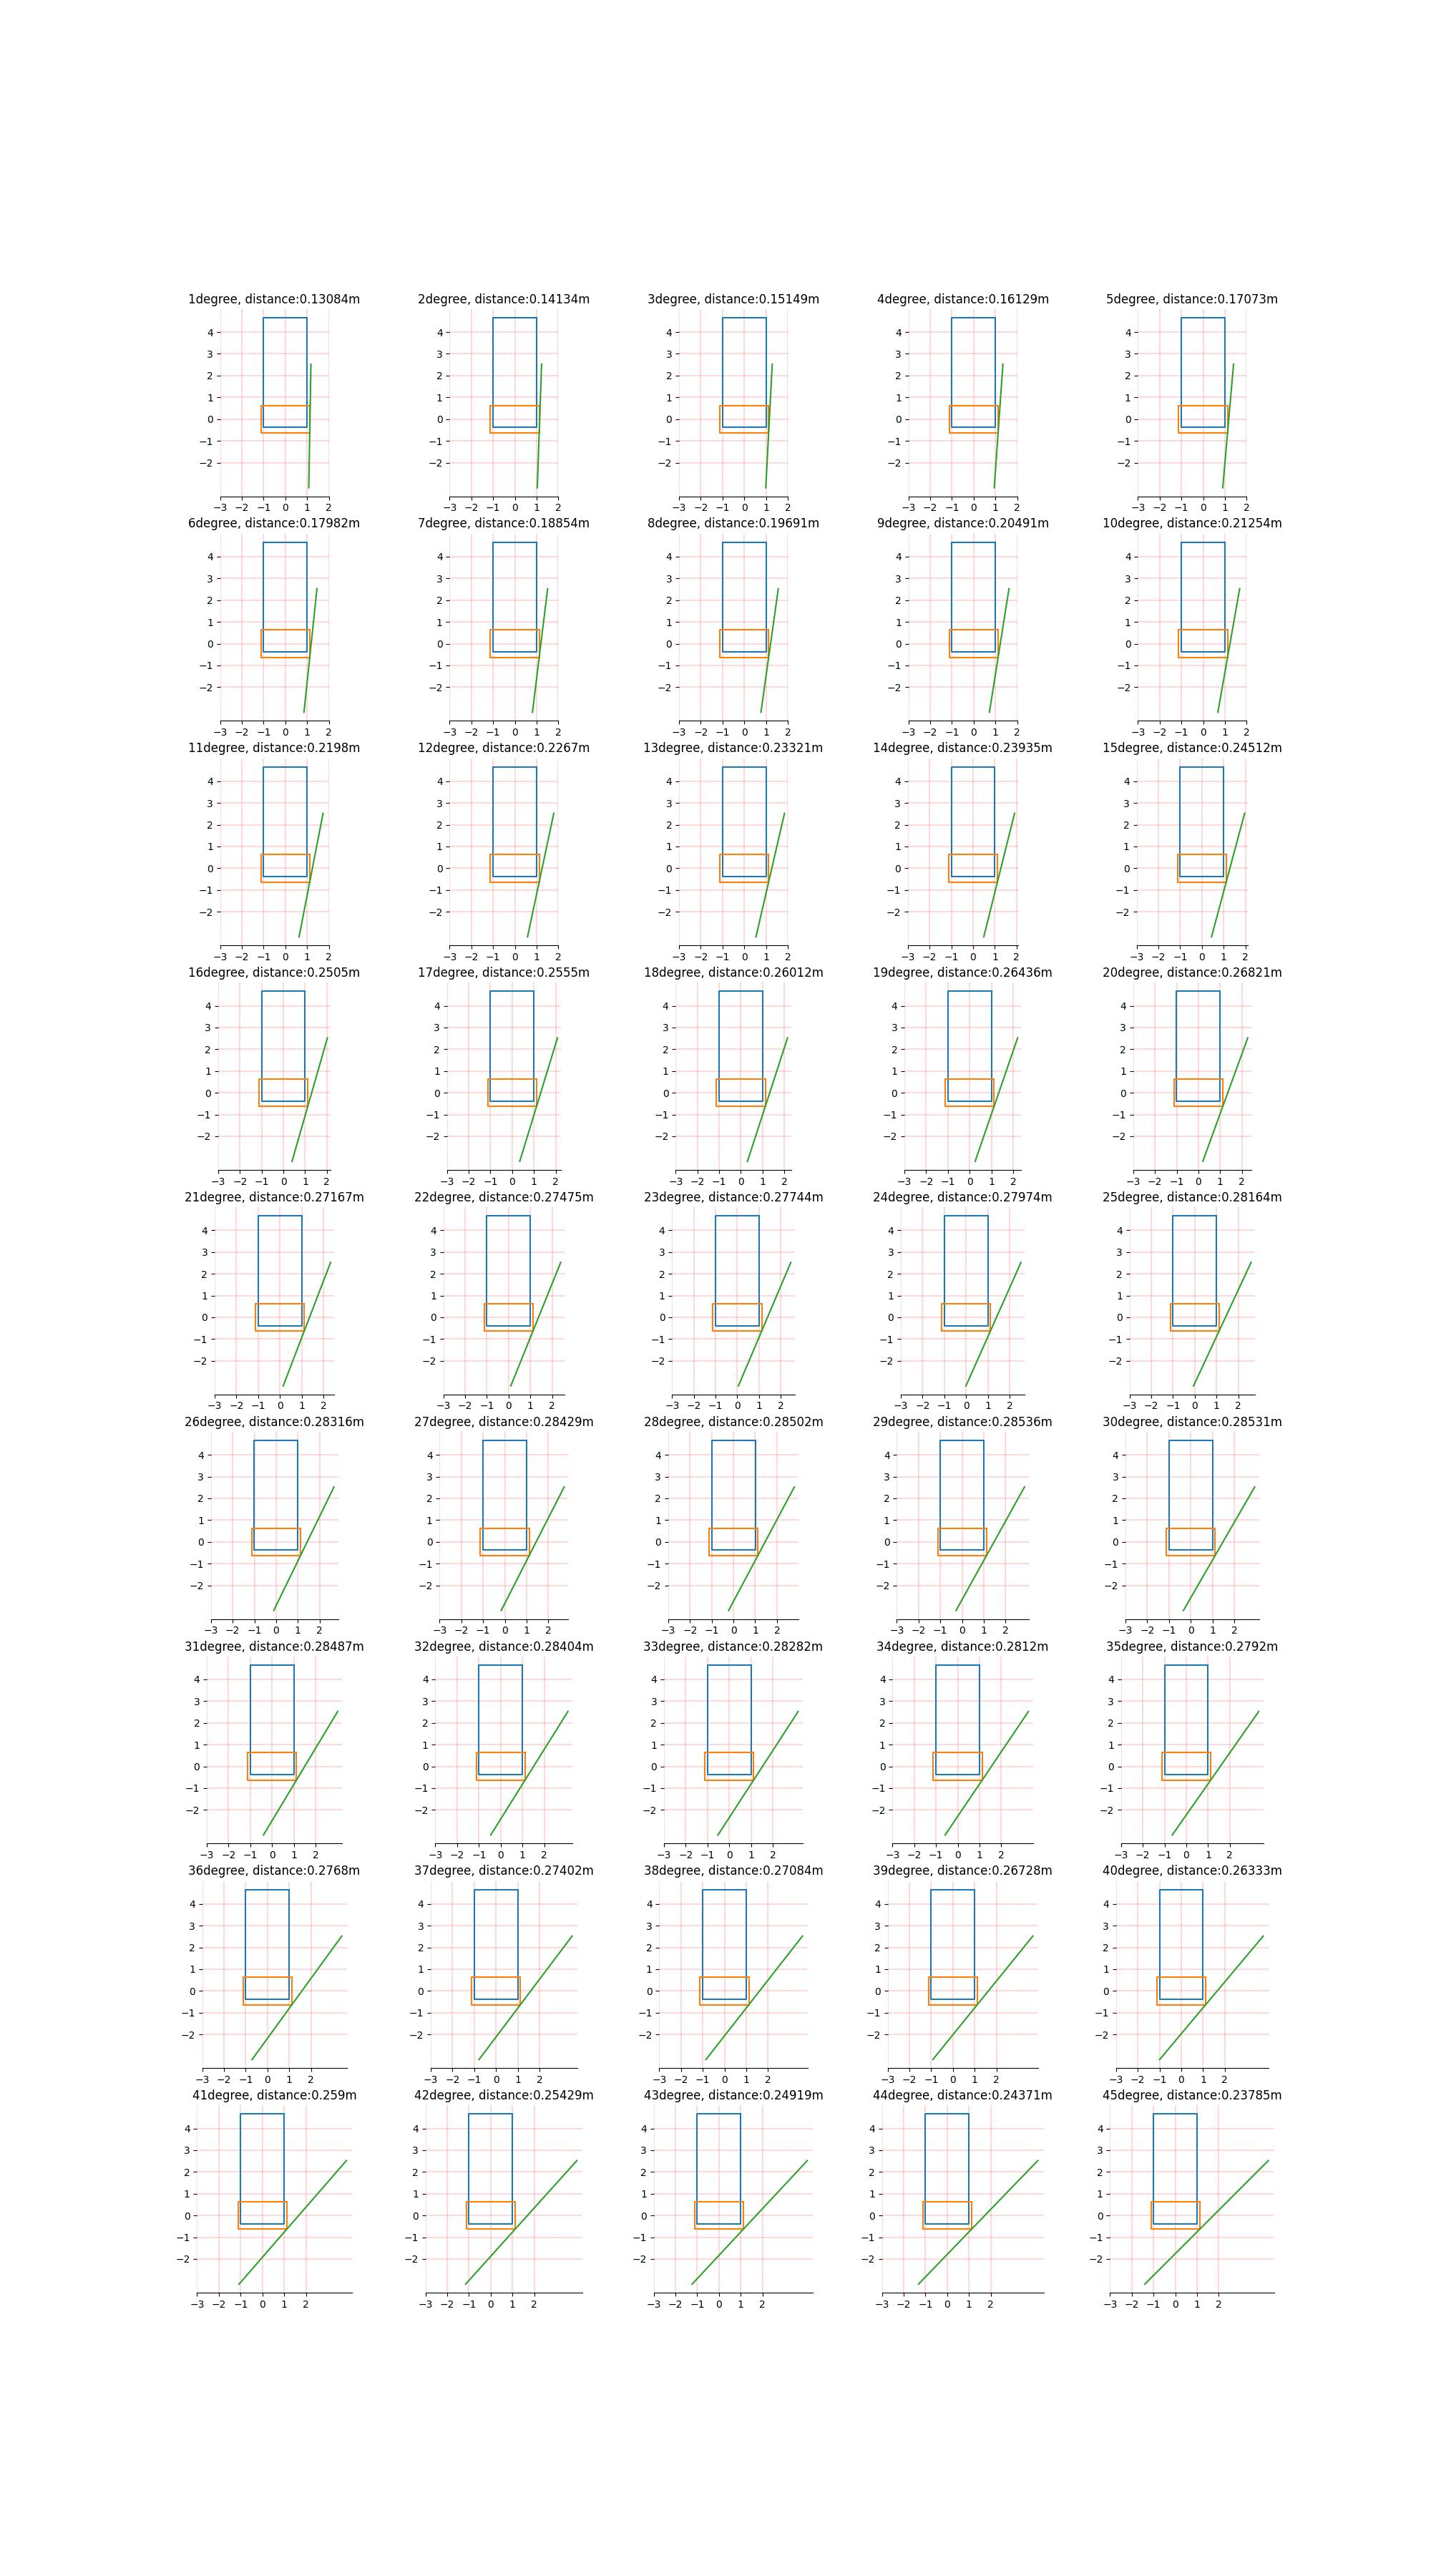 1degree, distance:0.13084m 2degree, distance:0.14134m 3degree, distance:0.15149m 4degree, distance:0.16129m 5degree, distance:0.17073m
4 4 4 4 4
3 3 3 3 3
2 2 2 2 2
1 1 1 1 1
0 0 0 0 0
−1 −1 −1 −1 −1
−2 −2 −2 −2 −2
−3 −2 −1 0 1 2 −3 −2 −1 0 1 2 −3 −2 −1 0 1 2 −3 −2 −1 0 1 2 −3 −2 −1 0 1 2
6degree, distance:0.17982m 7degree, distance:0.18854m 8degree, distance:0.19691m 9degree, distance:0.20491m 10degree, distance:0.21254m
4 4 4 4 4
3 3 3 3 3
2 2 2 2 2
1 1 1 1 1
0 0 0 0 0
−1 −1 −1 −1 −1
−2 −2 −2 −2 −2
−3 −2 −1 0 1 2 −3 −2 −1 0 1 2 −3 −2 −1 0 1 2 −3 −2 −1 0 1 2 −3 −2 −1 0 1 2
11degree, distance:0.2198m 12degree, distance:0.2267m 13degree, distance:0.23321m 14degree, distance:0.23935m 15degree, distance:0.24512m
4 4 4 4 4
3 3 3 3 3
2 2 2 2 2
1 1 1 1 1
0 0 0 0 0
−1 −1 −1 −1 −1
−2 −2 −2 −2 −2
−3 −2 −1 0 1 2 −3 −2 −1 0 1 2 −3 −2 −1 0 1 2 −3 −2 −1 0 1 2 −3 −2 −1 0 1 2
16degree, distance:0.2505m 17degree, distance:0.2555m 18degree, distance:0.26012m 19degree, distance:0.26436m 20degree, distance:0.26821m
4 4 4 4 4
3 3 3 3 3
2 2 2 2 2
1 1 1 1 1
0 0 0 0 0
−1 −1 −1 −1 −1
−2 −2 −2 −2 −2
−3 −2 −1 0 1 2 −3 −2 −1 0 1 2 −3 −2 −1 0 1 2 −3 −2 −1 0 1 2 −3 −2 −1 0 1 2
21degree, distance:0.27167m 22degree, distance:0.27475m 23degree, distance:0.27744m 24degree, distance:0.27974m 25degree, distance:0.28164m
4 4 4 4 4
3 3 3 3 3
2 2 2 2 2
1 1 1 1 1
0 0 0 0 0
−1 −1 −1 −1 −1
−2 −2 −2 −2 −2
−3 −2 −1 0 1 2 −3 −2 −1 0 1 2 −3 −2 −1 0 1 2 −3 −2 −1 0 1 2 −3 −2 −1 0 1 2
26degree, distance:0.28316m 27degree, distance:0.28429m 28degree, distance:0.28502m 29degree, distance:0.28536m 30degree, distance:0.28531m
4 4 4 4 4
3 3 3 3 3
2 2 2 2 2
1 1 1 1 1
0 0 0 0 0
−1 −1 −1 −1 −1
−2 −2 −2 −2 −2
−3 −2 −1 0 1 2 −3 −2 −1 0 1 2 −3 −2 −1 0 1 2 −3 −2 −1 0 1 2 −3 −2 −1 0 1 2
31degree, distance:0.28487m 32degree, distance:0.28404m 33degree, distance:0.28282m 34degree, distance:0.2812m 35degree, distance:0.2792m
4 4 4 4 4
3 3 3 3 3
2 2 2 2 2
1 1 1 1 1
0 0 0 0 0
−1 −1 −1 −1 −1
−2 −2 −2 −2 −2
−3 −2 −1 0 1 2 −3 −2 −1 0 1 2 −3 −2 −1 0 1 2 −3 −2 −1 0 1 2 −3 −2 −1 0 1 2
36degree, distance:0.2768m 37degree, distance:0.27402m 38degree, distance:0.27084m 39degree, distance:0.26728m 40degree, distance:0.26333m
4 4 4 4 4
3 3 3 3 3
2 2 2 2 2
1 1 1 1 1
0 0 0 0 0
−1 −1 −1 −1 −1
−2 −2 −2 −2 −2
−3 −2 −1 0 1 2 −3 −2 −1 0 1 2 −3 −2 −1 0 1 2 −3 −2 −1 0 1 2 −3 −2 −1 0 1 2
41degree, distance:0.259m 42degree, distance:0.25429m 43degree, distance:0.24919m 44degree, distance:0.24371m 45degree, distance:0.23785m
4 4 4 4 4
3 3 3 3 3
2 2 2 2 2
1 1 1 1 1
0 0 0 0 0
−1 −1 −1 −1 −1
−2 −2 −2 −2 −2
−3 −2 −1 0 1 2 −3 −2 −1 0 1 2 −3 −2 −1 0 1 2 −3 −2 −1 0 1 2 −3 −2 −1 0 1 2